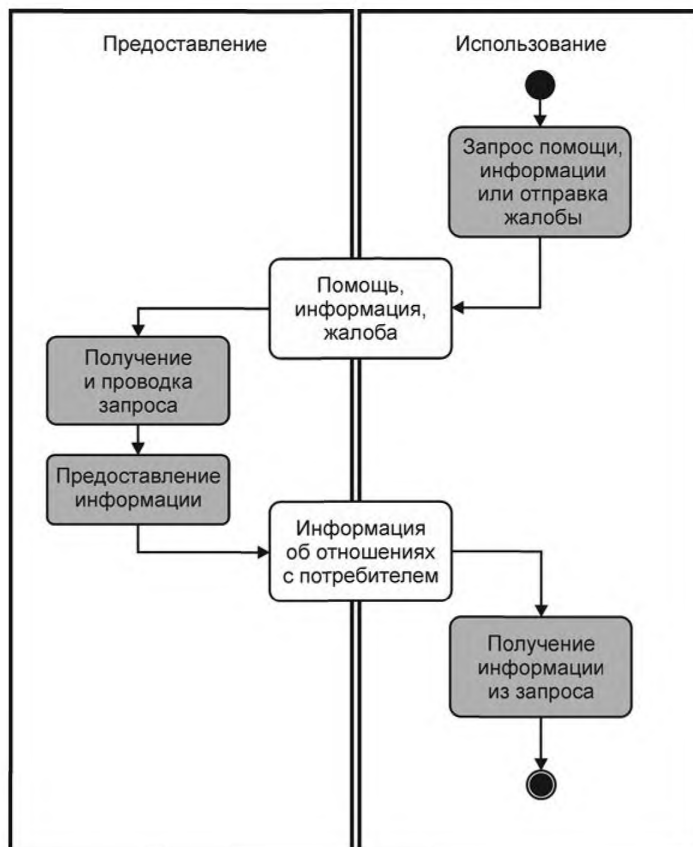 Предоставление
Использование
Запрос помощи,
информации
или отправка
жалобы
Помощь,
информация,
жалоба
Получение
и проводка
запроса
Предоставление
информации
Информация
об отношениях
с потребителем
Получение
информации
из запроса